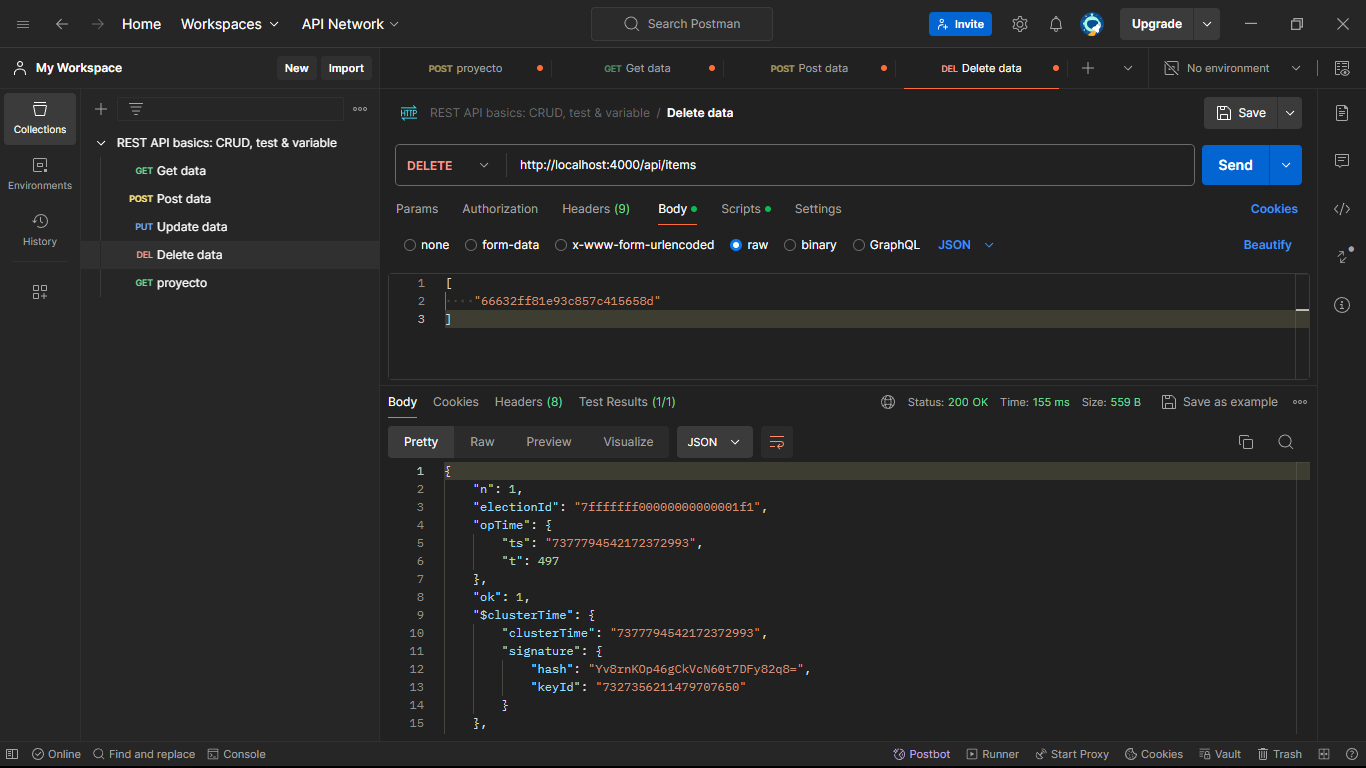 Home Workspaces API Network Search Postman Invite Upgrade
My Workspace New Import POST proyecto GET Get data POST Post data DEL Delete data No environment
Collections
Environments
History
REST API basics: CRUD, test & variable
GET Get data
POST Post data
PUT Update data
DEL Delete data
GET proyecto
HTTP REST API basics: CRUD, test & variable / Delete data Save
DELETE http://localhost:4000/api/items Send
Params Authorization Headers (9) Body Scripts Settings Cookies
none form-data x-www-form-urlencoded raw binary GraphQL JSON Beautify
1 [
2 "66632ff81e93c857c415658d"
3 ]
Body Cookies Headers (8) Test Results (1/1) Status: 200 OK Time: 155 ms Size: 559 B Save as example
Pretty Raw Preview Visualize JSON
1 {
2 "n": 1,
3 "electionId": "7fffffff00000000000001f1",
4 "opTime": {
5 "ts": "7377794542172372993",
6 "t": 497
7 },
8 "ok": 1,
9 "$clusterTime": {
10 "clusterTime": "7377794542172372993",
11 "signature": {
12 "hash": "Yv8rnKOp46gCkVcN60t7DFy82q8=",
13 "keyId": "7327356211479707650"
14 }
15 },
Online Find and replace Console Postbot Runner Start Proxy Cookies Vault Trash